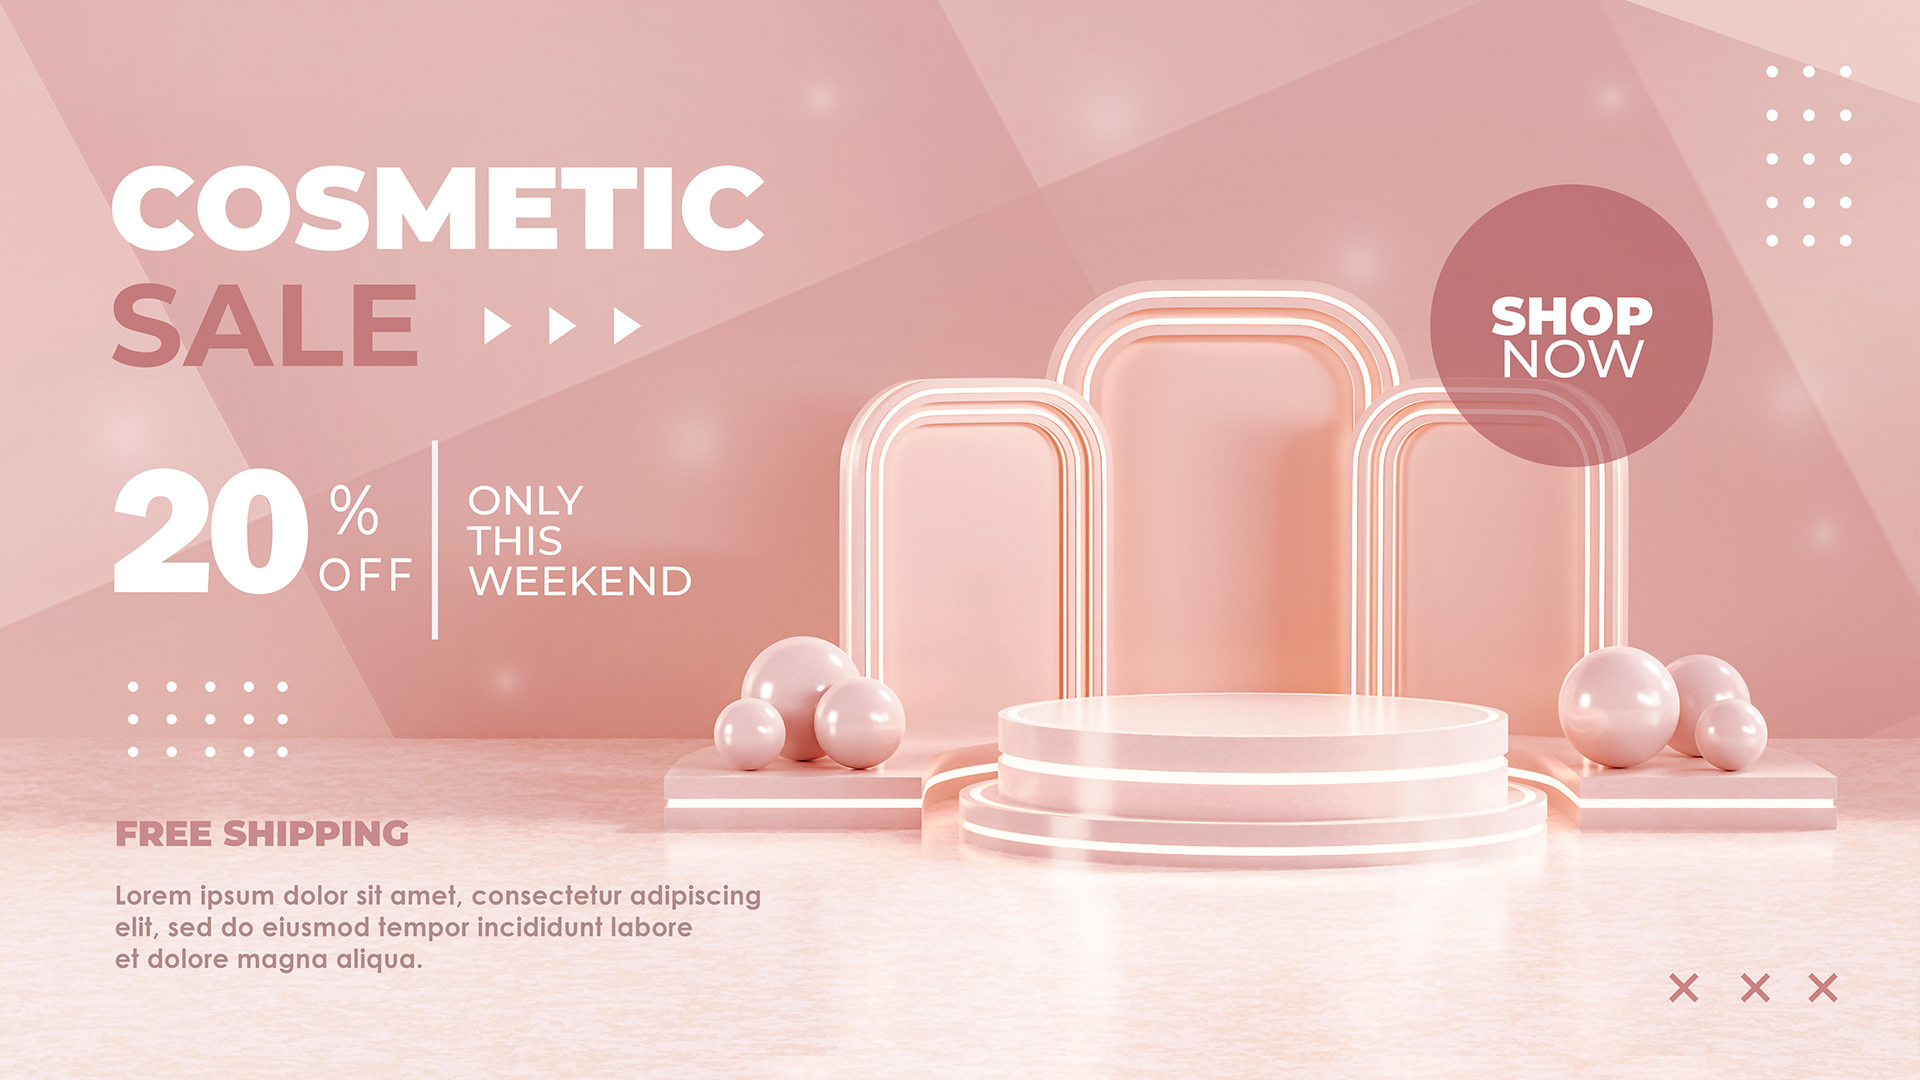 COSMETIC
SALE
20 % OFF
ONLY
THIS
WEEKEND
SHOP
NOW
FREE SHIPPING
Lorem ipsum dolor sit amet, consectetur adipiscing
elit, sed do eiusmod tempor incididunt labore
et dolore magna aliqua.